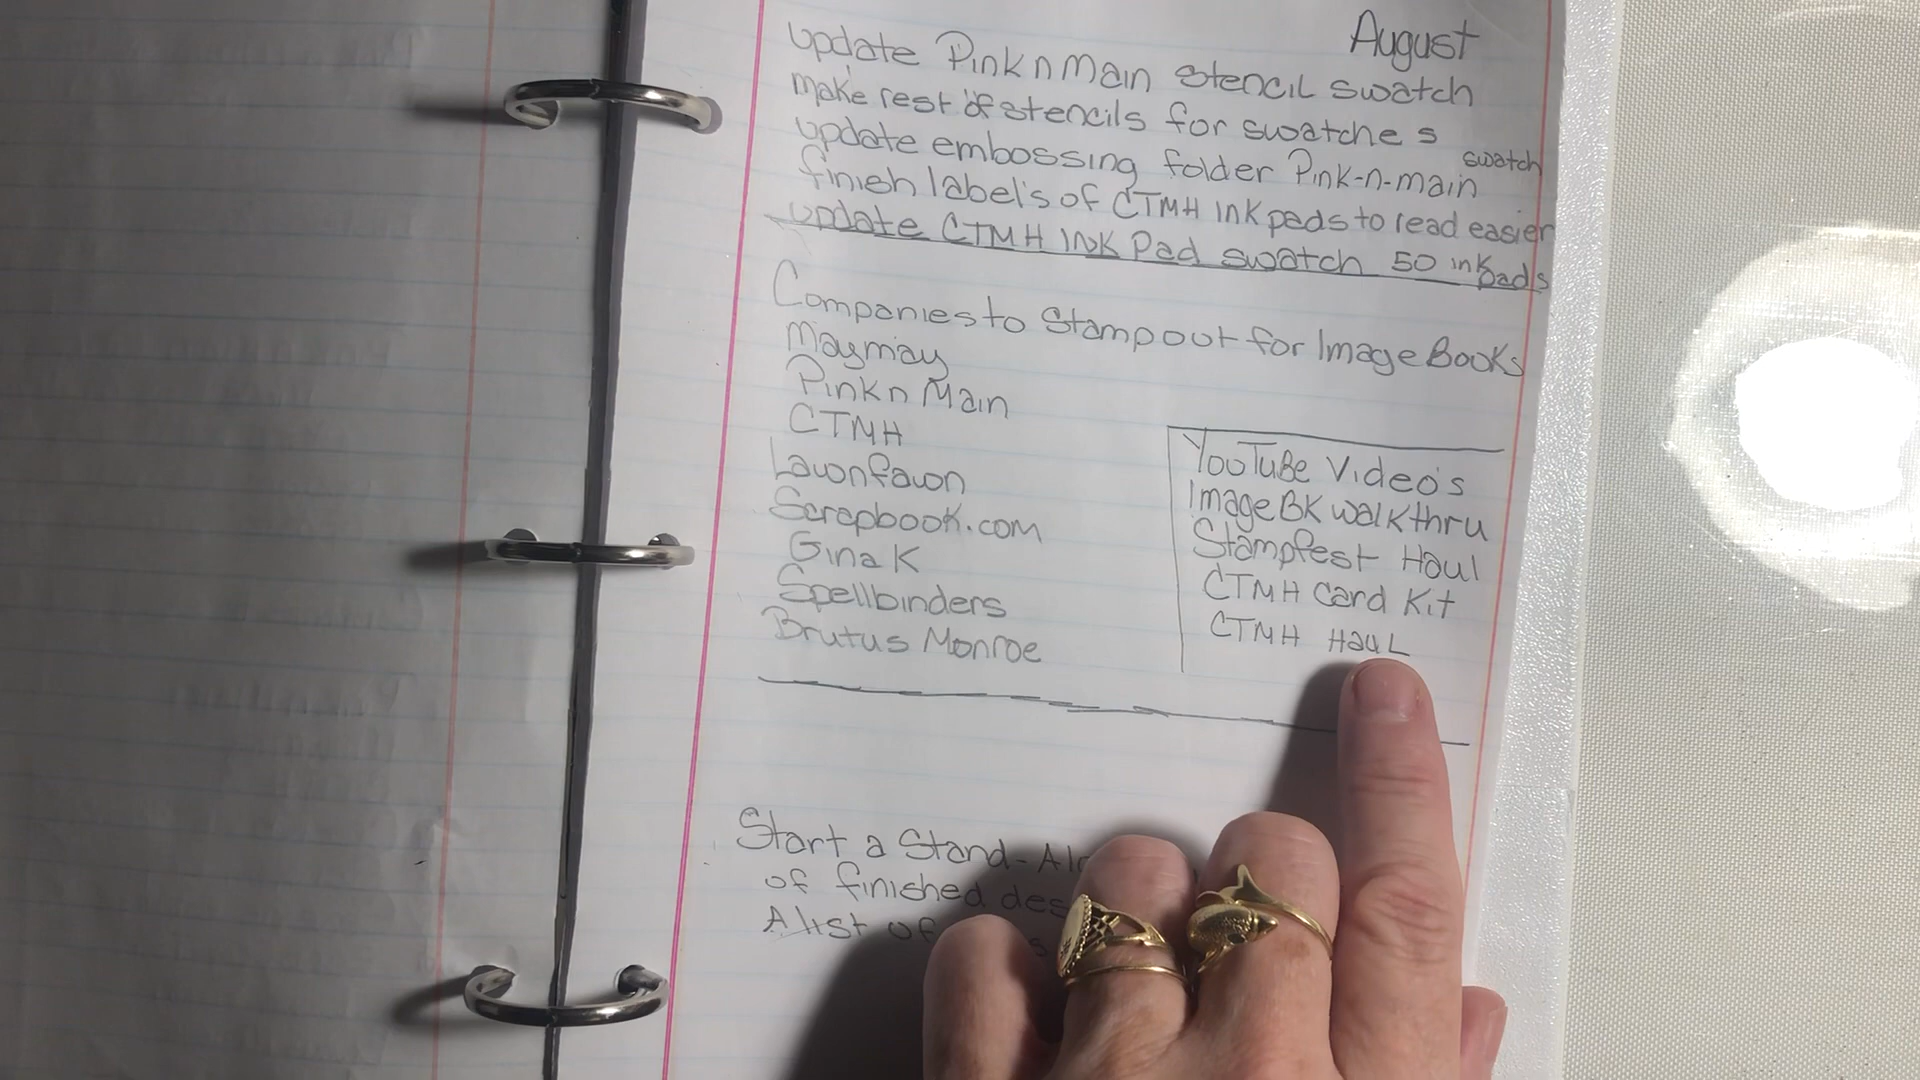 August
Update Pink n Main stencil swatch
make rest of stencils for swatches
update embossing folder Pink-n-main swatch
finish label's of CTMH ink pads to read easier
update CTMH INK Pad swatch 50 ink pads
Companies to Stamp out for Image Books
Maymay
Pink n Main
CTMH
Lawnfawn
Scrapbook.com
Gina K
Spellbinders
Brutus Monroe
YouTube Video's
Image BK walkthru
Stampfest Haul
CTMH Card Kit
CTMH Haul
Start a Stand-Alo
of finished des
A list of